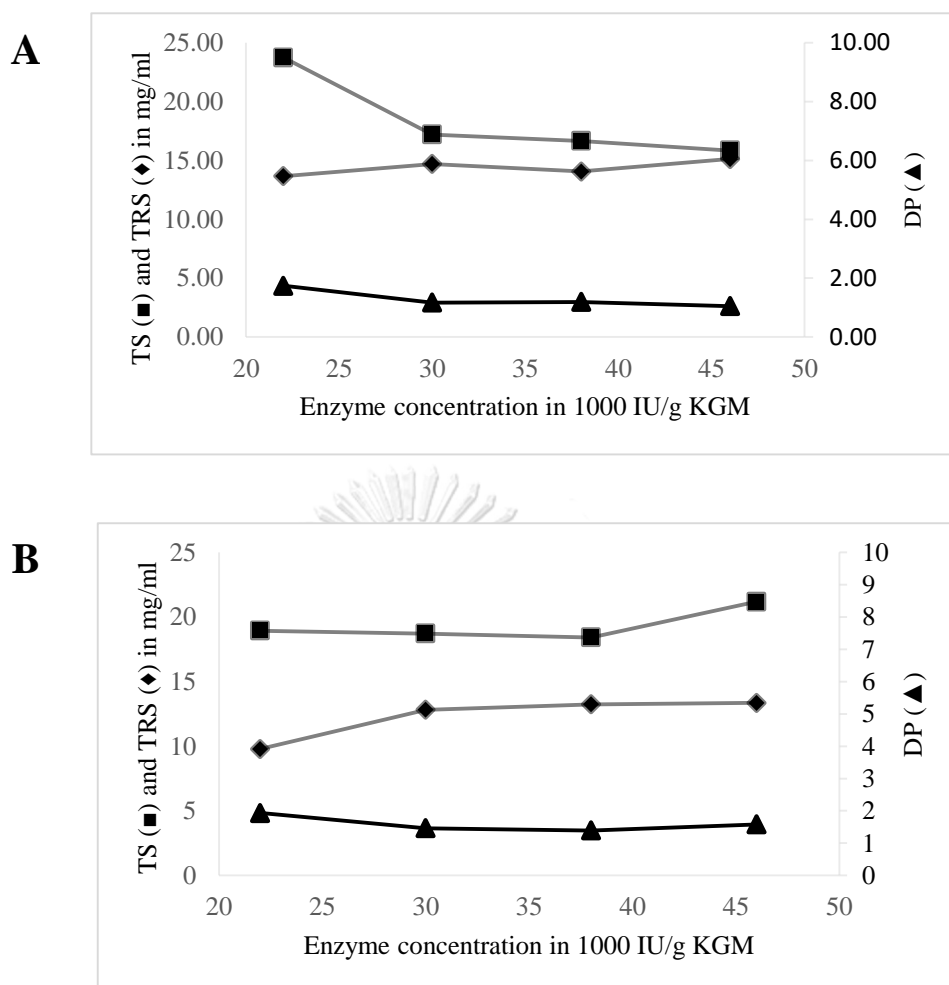 A
25.00
20.00
15.00
10.00
5.00
0.00
TS (■) and TRS (◆) in mg/ml
10.00
8.00
6.00
4.00
2.00
0.00
DP (▲)
20 25 30 35 40 45 50
Enzyme concentration in 1000 IU/g KGM
B
25
20
15
10
5
0
TS (■) and TRS (◆) in mg/ml
10
9
8
7
6
5
4
3
2
1
0
DP (▲)
20 25 30 35 40 45 50
Enzyme concentration in 1000 IU/g KGM